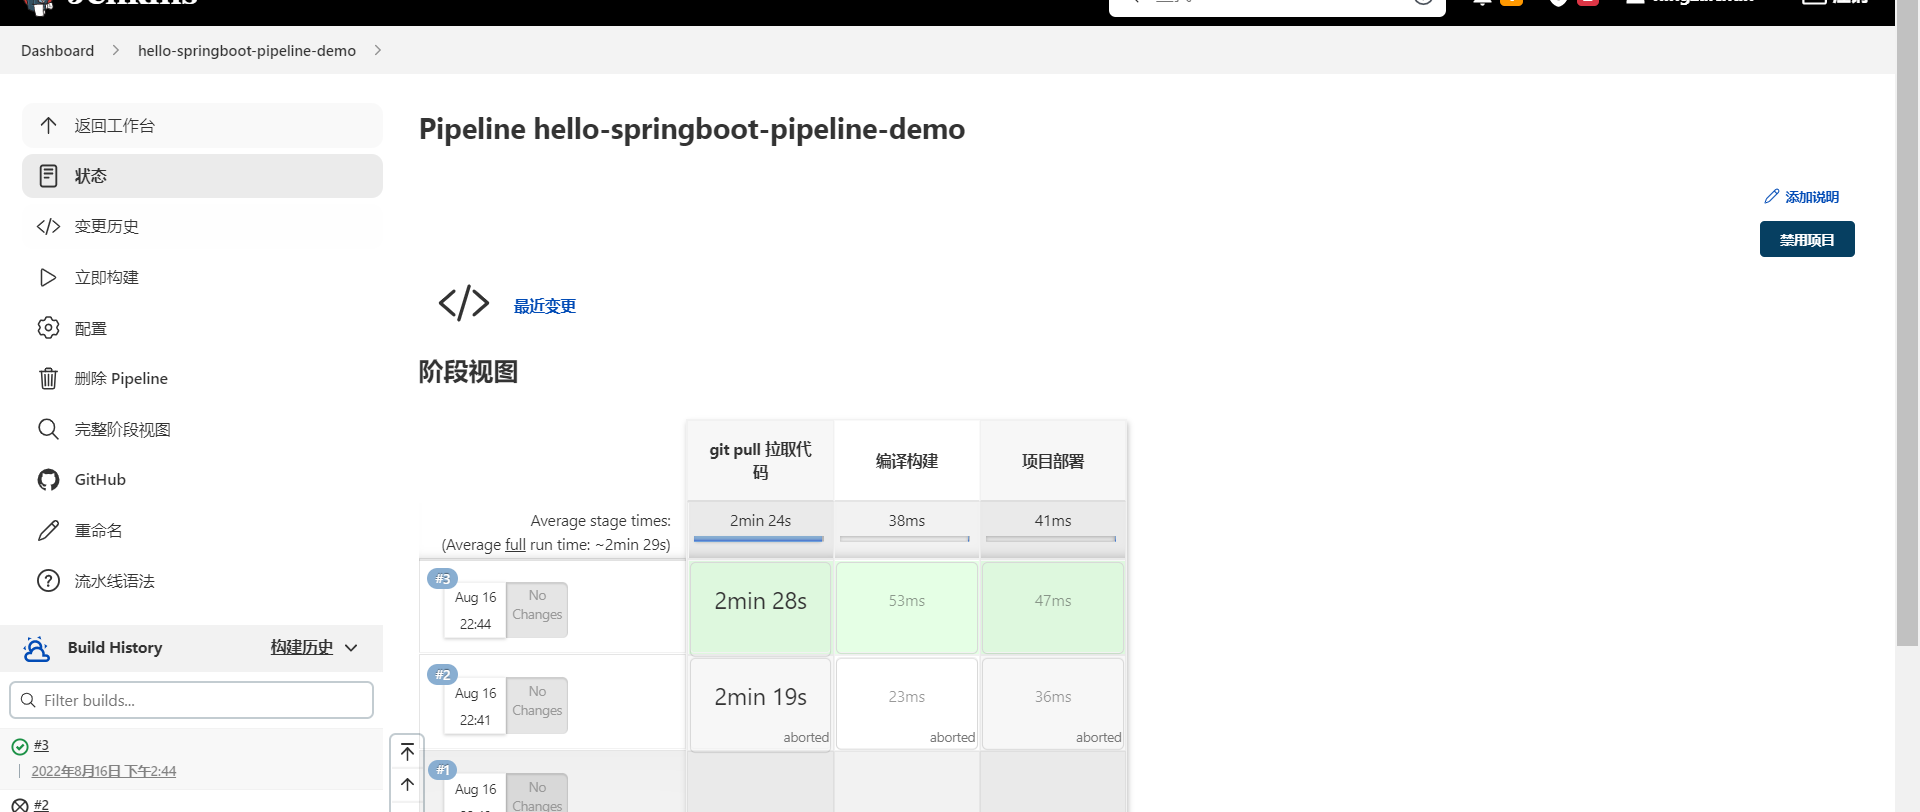 Jenkins
Dashboard
hello-springboot-pipeline-demo
返回工作台
状态
变更历史
立即构建
配置
删除 Pipeline
完整阶段视图
GitHub
重命名
流水线语法
Build History
构建历史
Filter builds...
#3
2022年8月16日 下午2:44
#2
Pipeline hello-springboot-pipeline-demo
添加说明
禁用项目
最近变更
阶段视图
git pull 拉取代
码
编译构建
项目部署
Average stage times:
(Average full run time: ~2min 29s)
2min 24s
38ms
41ms
#3
Aug 16
22:44
No
Changes
2min 28s
53ms
47ms
#2
Aug 16
22:41
No
Changes
2min 19s
aborted
23ms
aborted
36ms
aborted
#1
Aug 16
No
Changes